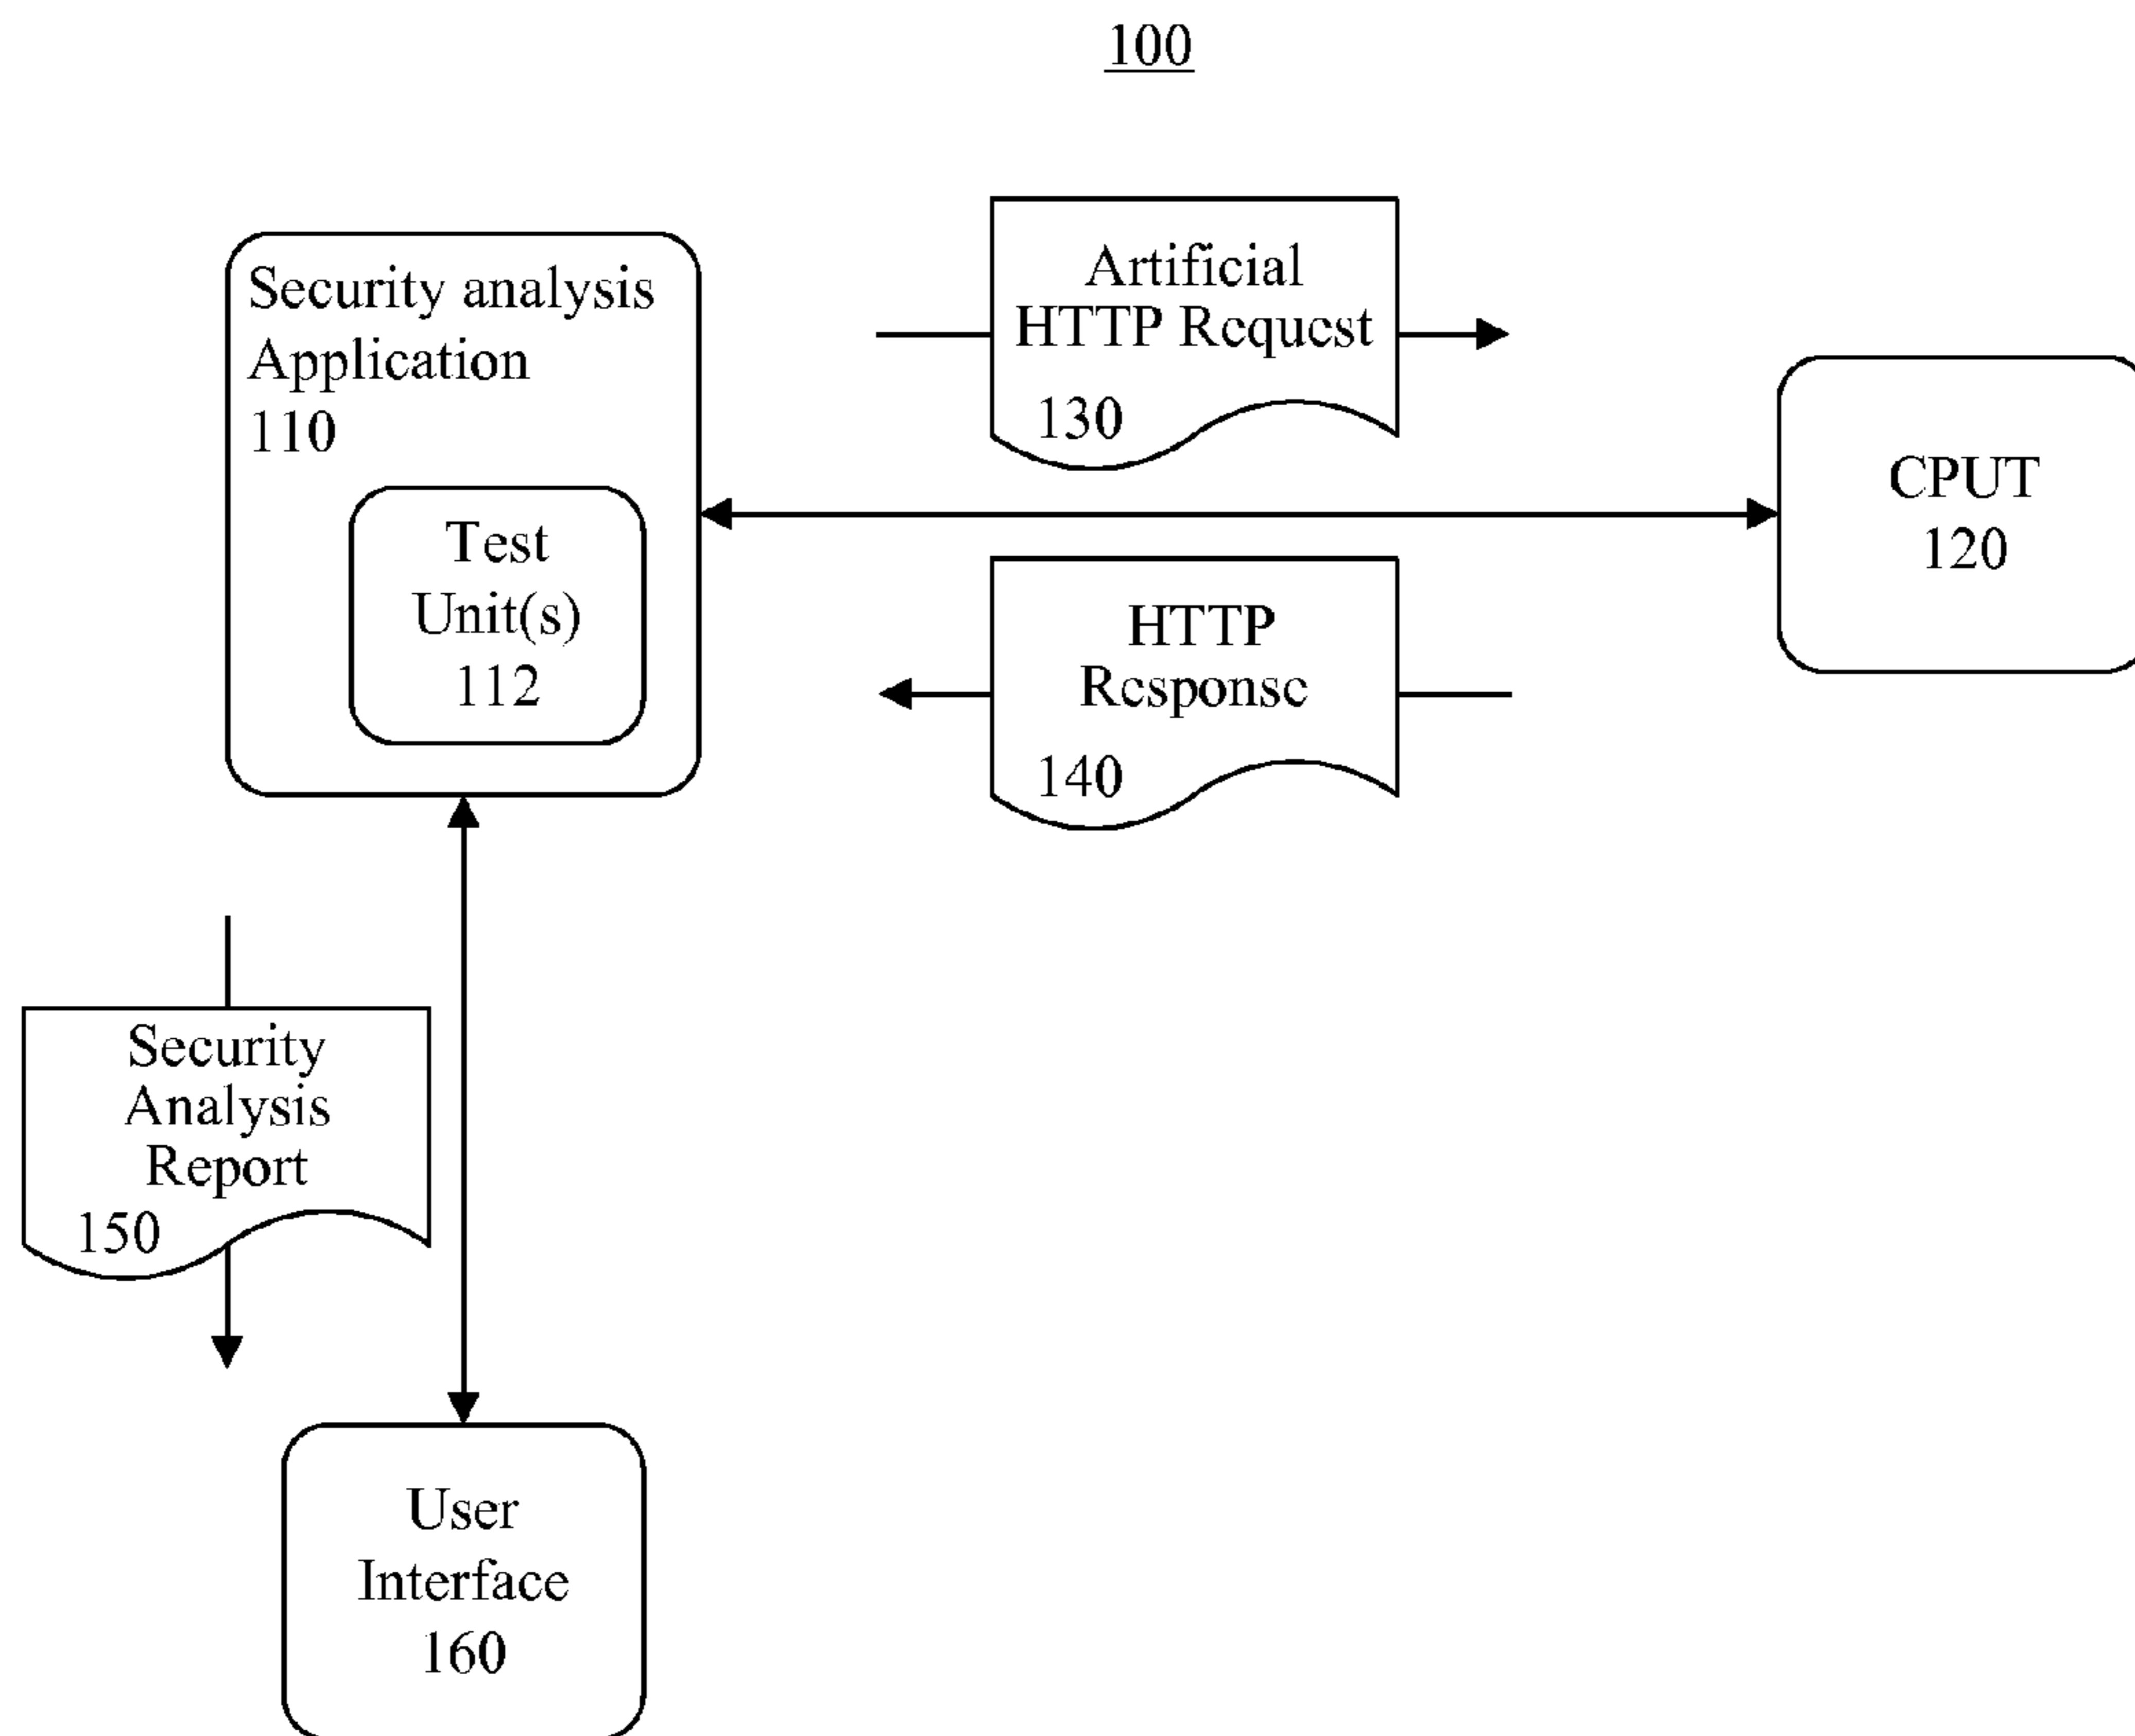 100
Security analysis
Application
110
Test
Unit(s)
112
Artificial
HTTP Request
130
CPUT
120
HTTP
Response
140
Security
Analysis
Report
150
User
Interface
160